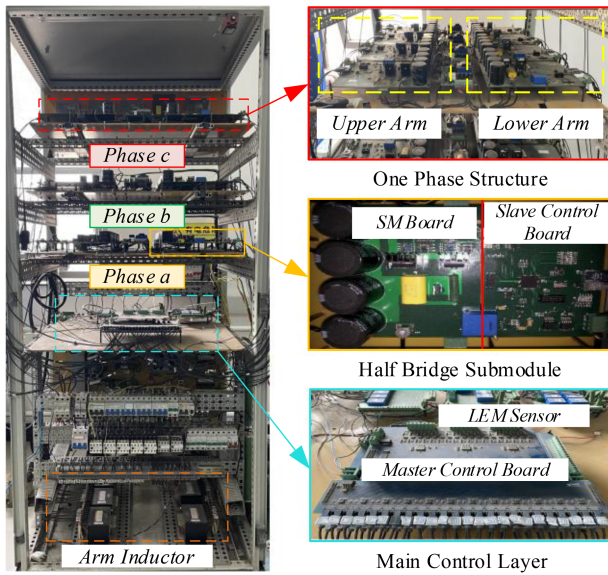 Phase c
Phase b
Phase a
Arm Inductor
Upper Arm
Lower Arm
One Phase Structure
SM Board
Slave Control
Board
Half Bridge Submodule
LEM Sensor
Master Control Board
Main Control Layer